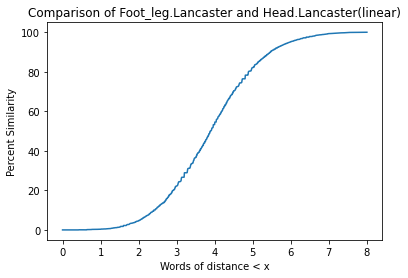 Comparison of Foot_leg.Lancaster and Head.Lancaster(linear)
100
80
60
40
20
0
Percent Similarity
0 1 2 3 4 5 6 7 8
Words of distance < x